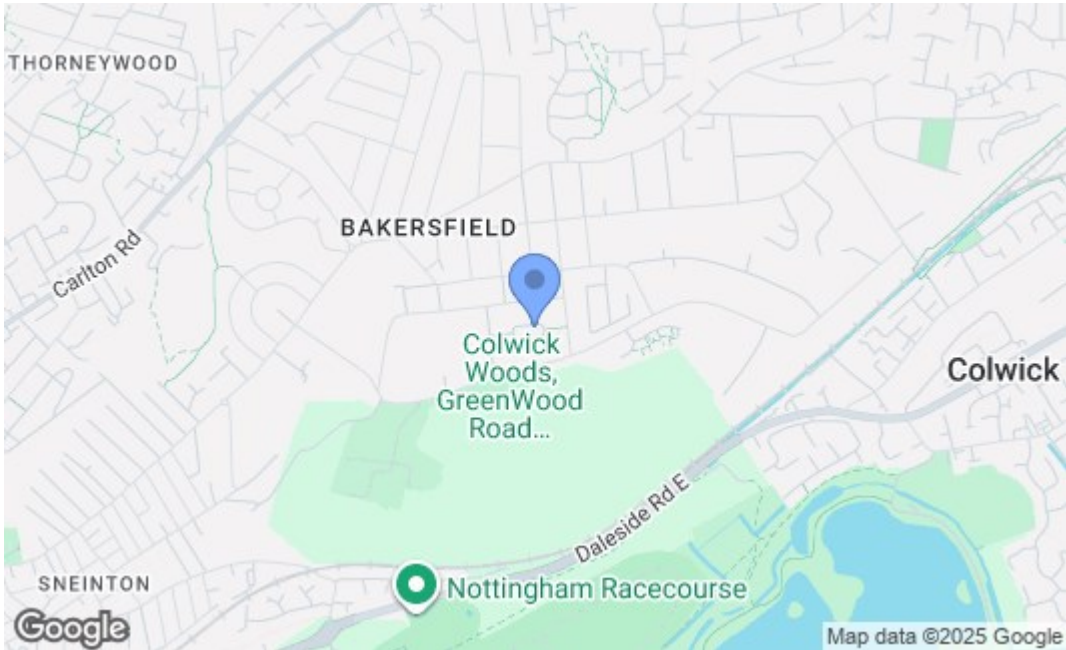 THORNEYWOOD
Carlton Rd
BAKERSFIELD
Colwick
Woods,
GreenWood
Road...
Colwick
Daleside Rd E
SNEINTON
Nottingham Racecourse
Google
Map data ©2025 Google